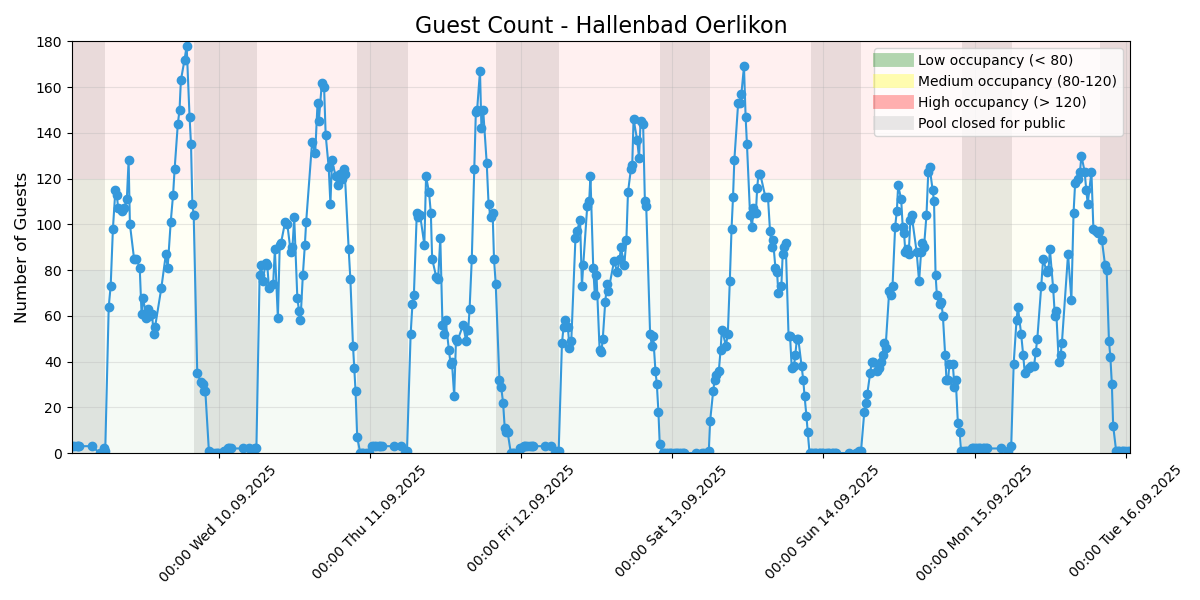 Guest Count - Hallenbad Oerlikon
Number of Guests
180
160
140
120
100
80
60
40
20
0
Low occupancy (< 80)
Medium occupancy (80-120)
High occupancy (> 120)
Pool closed for public
00:00 Wed 10.09.2025
00:00 Thu 11.09.2025
00:00 Fri 12.09.2025
00:00 Sat 13.09.2025
00:00 Sun 14.09.2025
00:00 Mon 15.09.2025
00:00 Tue 16.09.2025